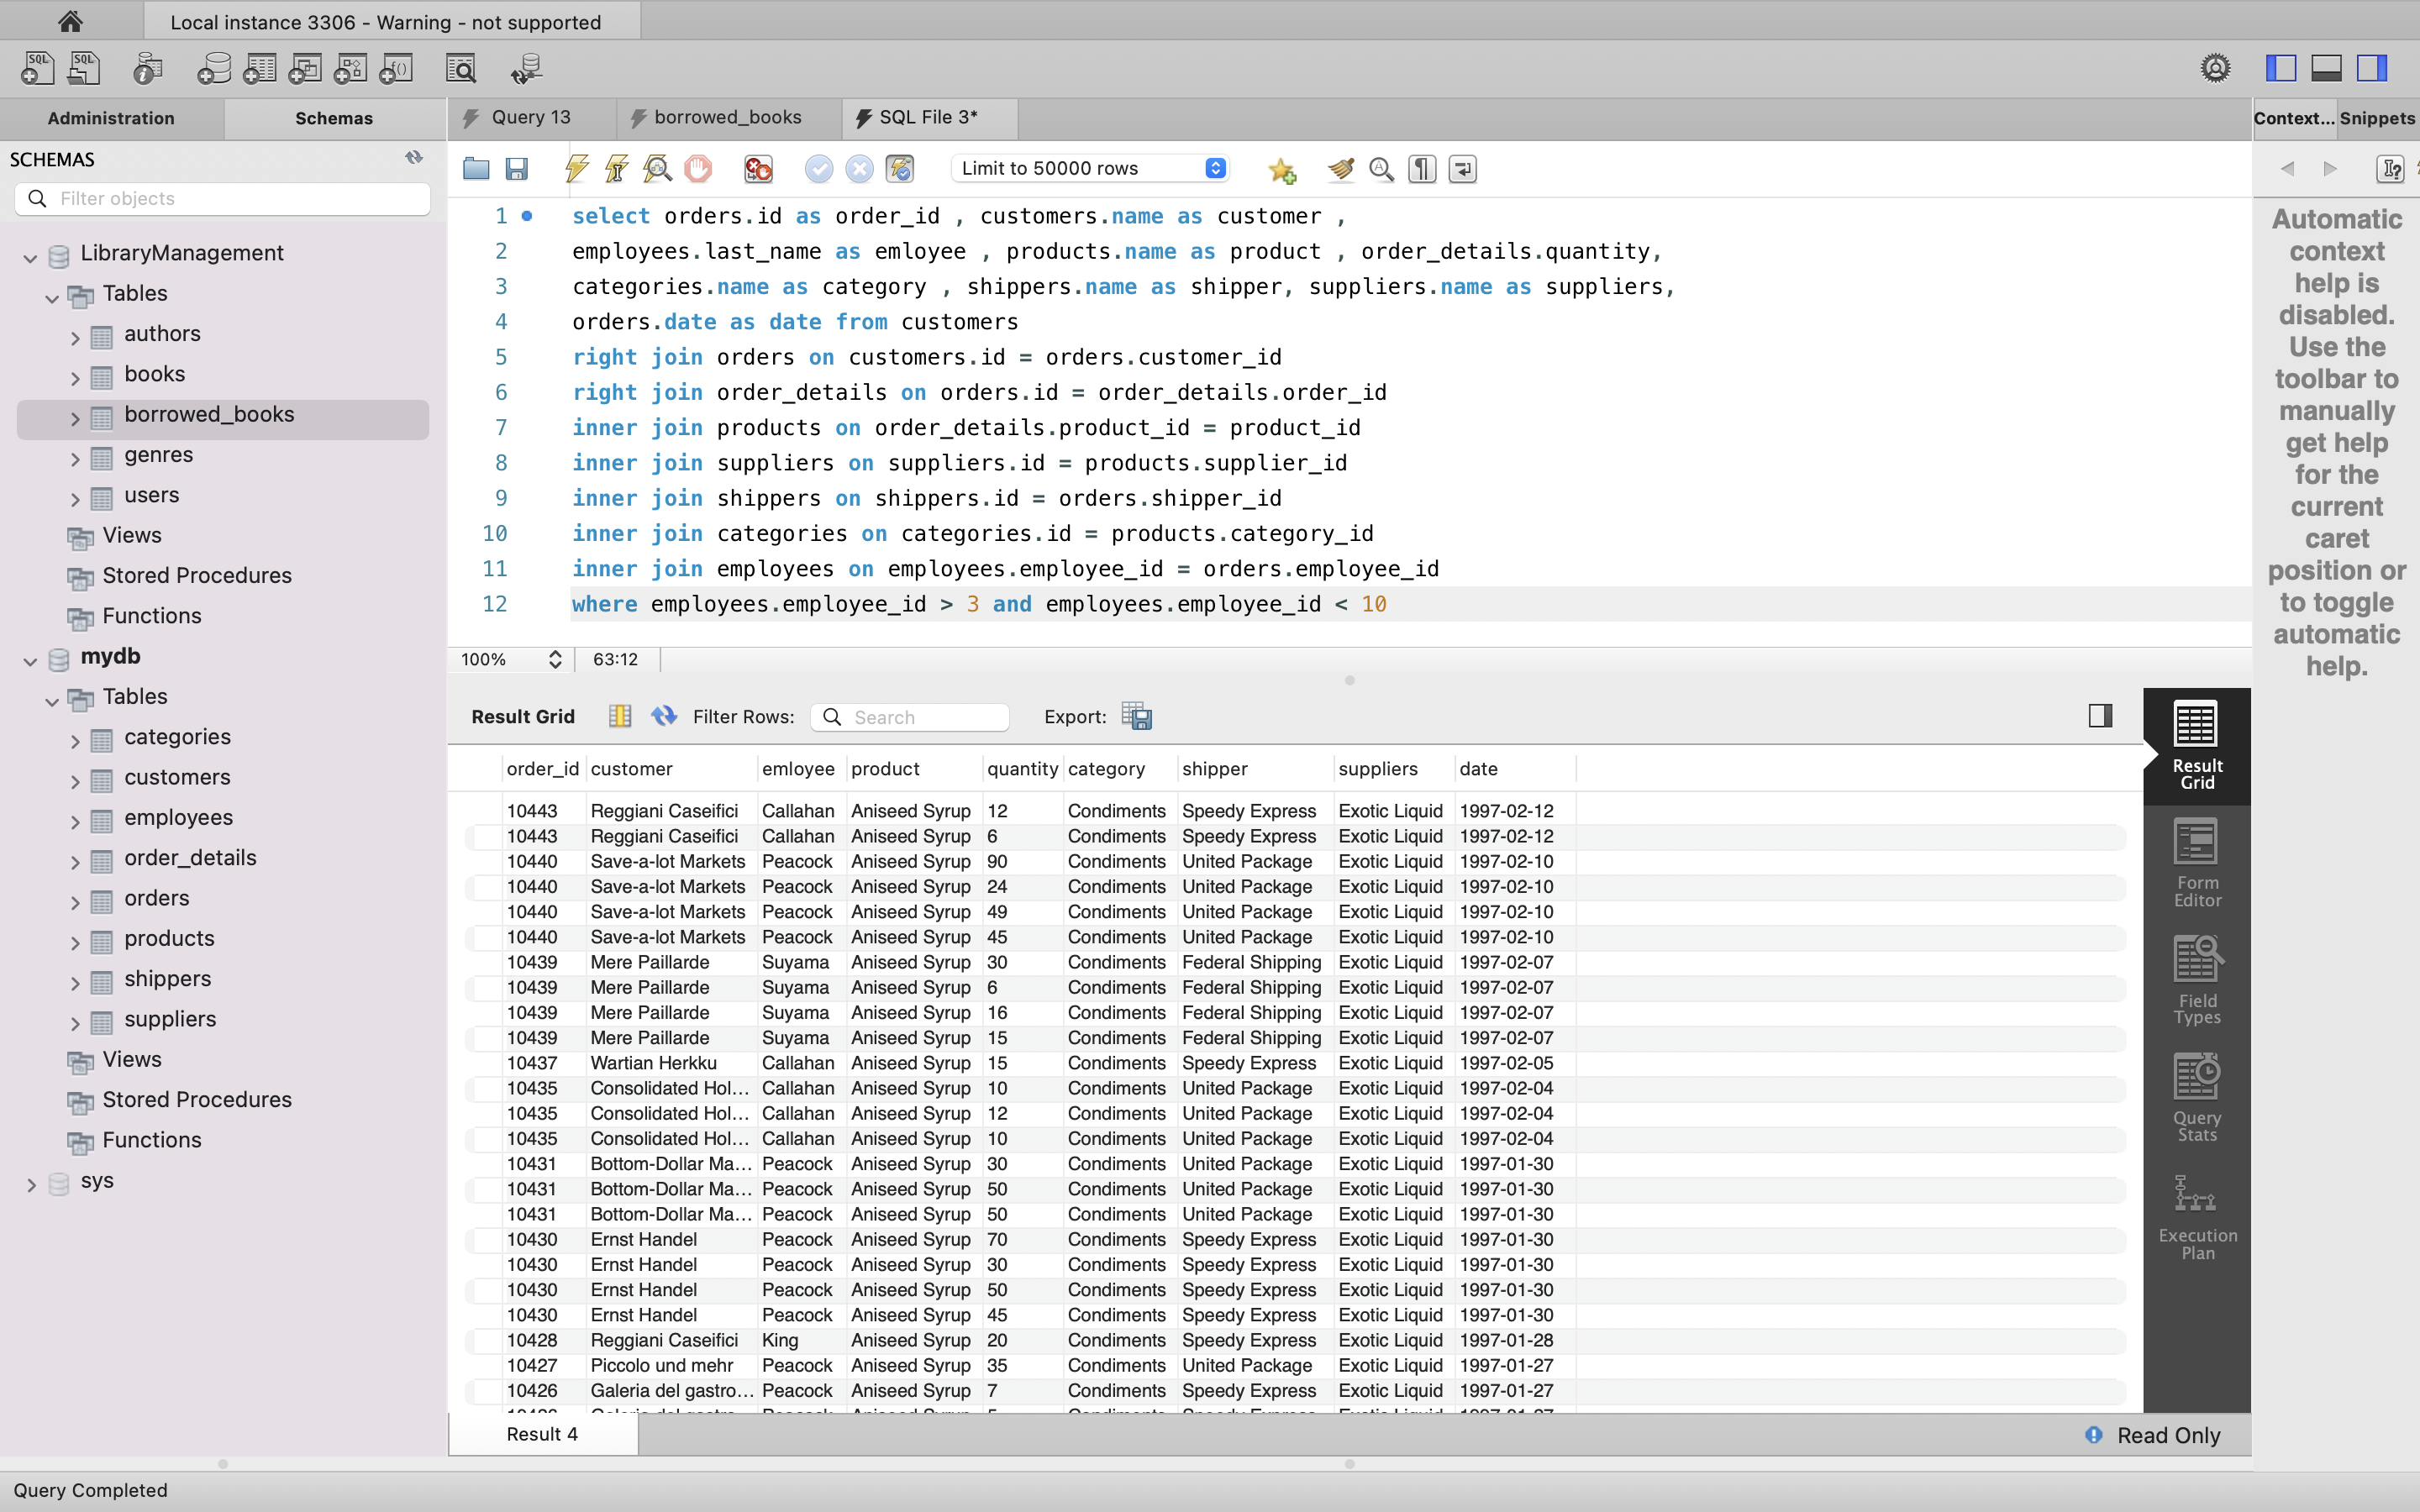 Local instance 3306 - Warning - not supported
Administration
Schemas
Query 13
borrowed_books
SQL File 3*
Context...
Snippets
SCHEMAS
Filter objects
LibraryManagement
Tables
authors
books
borrowed_books
genres
users
Views
Stored Procedures
Functions
mydb
Tables
categories
customers
employees
order_details
orders
products
shippers
suppliers
Views
Stored Procedures
Functions
sys
Limit to 50000 rows
1 select orders.id as order_id , customers.name as customer ,
2 employees.last_name as emloyee , products.name as product , order_details.quantity,
3 categories.name as category , shippers.name as shipper, suppliers.name as suppliers,
4 orders.date as date from customers
5 right join orders on customers.id = orders.customer_id
6 right join order_details on orders.id = order_details.order_id
7 inner join products on order_details.product_id = product_id
8 inner join suppliers on suppliers.id = products.supplier_id
9 inner join shippers on shippers.id = orders.shipper_id
10 inner join categories on categories.id = products.category_id
11 inner join employees on employees.employee_id = orders.employee_id
12 where employees.employee_id > 3 and employees.employee_id < 10
100% 63:12
Automatic
context
help is
disabled.
Use the
toolbar to
manually
get help
for the
current
caret
position or
to toggle
automatic
help.
Result Grid
Filter Rows:
Search
Export:
order_id customer emloyee product quantity category shipper suppliers date
10443 Reggiani Caseifici Callahan Aniseed Syrup 12 Condiments Speedy Express Exotic Liquid 1997-02-12
10443 Reggiani Caseifici Callahan Aniseed Syrup 6 Condiments Speedy Express Exotic Liquid 1997-02-12
10440 Save-a-lot Markets Peacock Aniseed Syrup 90 Condiments United Package Exotic Liquid 1997-02-10
10440 Save-a-lot Markets Peacock Aniseed Syrup 24 Condiments United Package Exotic Liquid 1997-02-10
10440 Save-a-lot Markets Peacock Aniseed Syrup 49 Condiments United Package Exotic Liquid 1997-02-10
10440 Save-a-lot Markets Peacock Aniseed Syrup 45 Condiments United Package Exotic Liquid 1997-02-10
10439 Mere Paillarde Suyama Aniseed Syrup 30 Condiments Federal Shipping Exotic Liquid 1997-02-07
10439 Mere Paillarde Suyama Aniseed Syrup 6 Condiments Federal Shipping Exotic Liquid 1997-02-07
10439 Mere Paillarde Suyama Aniseed Syrup 16 Condiments Federal Shipping Exotic Liquid 1997-02-07
10439 Mere Paillarde Suyama Aniseed Syrup 15 Condiments Federal Shipping Exotic Liquid 1997-02-07
10437 Wartian Herkku Callahan Aniseed Syrup 15 Condiments Speedy Express Exotic Liquid 1997-02-05
10435 Consolidated Hol... Callahan Aniseed Syrup 10 Condiments United Package Exotic Liquid 1997-02-04
10435 Consolidated Hol... Callahan Aniseed Syrup 12 Condiments United Package Exotic Liquid 1997-02-04
10435 Consolidated Hol... Callahan Aniseed Syrup 10 Condiments United Package Exotic Liquid 1997-02-04
10431 Bottom-Dollar Ma... Peacock Aniseed Syrup 30 Condiments United Package Exotic Liquid 1997-01-30
10431 Bottom-Dollar Ma... Peacock Aniseed Syrup 50 Condiments United Package Exotic Liquid 1997-01-30
10431 Bottom-Dollar Ma... Peacock Aniseed Syrup 50 Condiments United Package Exotic Liquid 1997-01-30
10430 Ernst Handel Peacock Aniseed Syrup 70 Condiments Speedy Express Exotic Liquid 1997-01-30
10430 Ernst Handel Peacock Aniseed Syrup 30 Condiments Speedy Express Exotic Liquid 1997-01-30
10430 Ernst Handel Peacock Aniseed Syrup 50 Condiments Speedy Express Exotic Liquid 1997-01-30
10430 Ernst Handel Peacock Aniseed Syrup 45 Condiments Speedy Express Exotic Liquid 1997-01-30
10428 Reggiani Caseifici King Aniseed Syrup 20 Condiments Speedy Express Exotic Liquid 1997-01-28
10427 Piccolo und mehr Peacock Aniseed Syrup 35 Condiments United Package Exotic Liquid 1997-01-27
10426 Galeria del gastro... Peacock Aniseed Syrup 7 Condiments Speedy Express Exotic Liquid 1997-01-27
Result
Grid
Form
Editor
Field
Types
Query
Stats
Execution
Plan
Result 4
Read Only
Query Completed